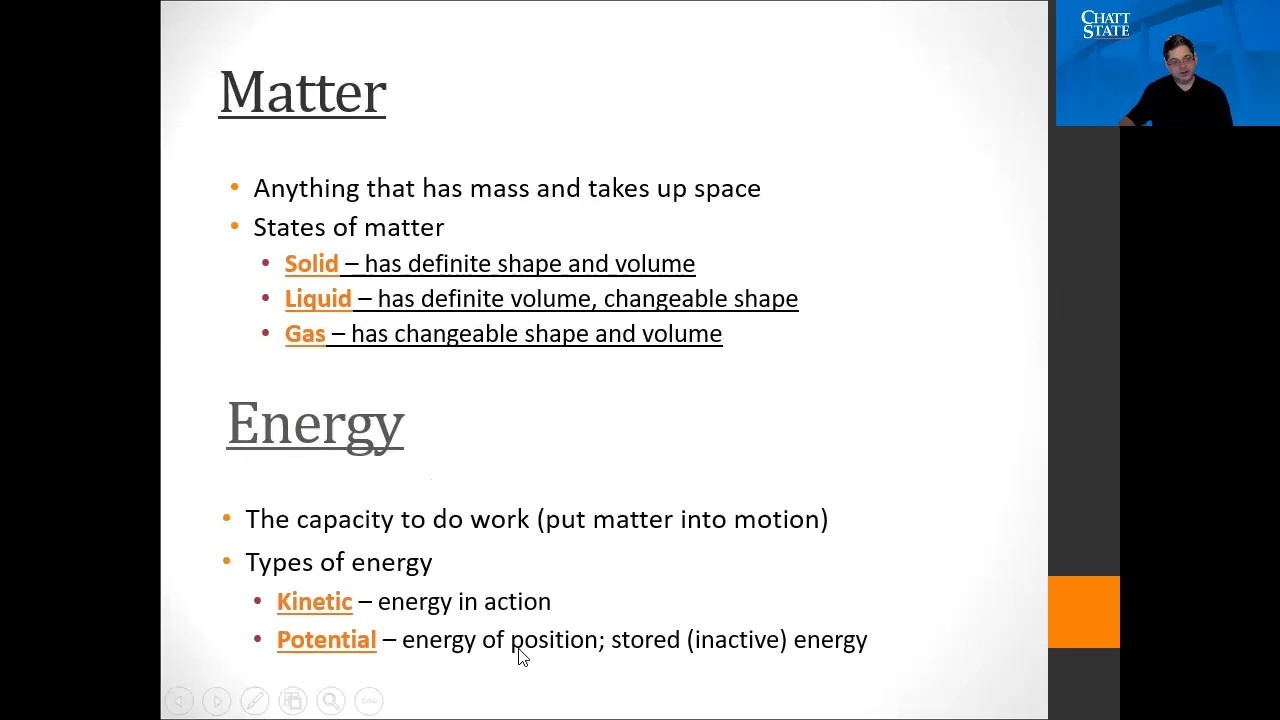 Matter
• Anything that has mass and takes up space
• States of matter
• Solid – has definite shape and volume
• Liquid – has definite volume, changeable shape
• Gas – has changeable shape and volume
Energy
• The capacity to do work (put matter into motion)
• Types of energy
• Kinetic – energy in action
• Potential – energy of position; stored (inactive) energy
CHATT
STATE